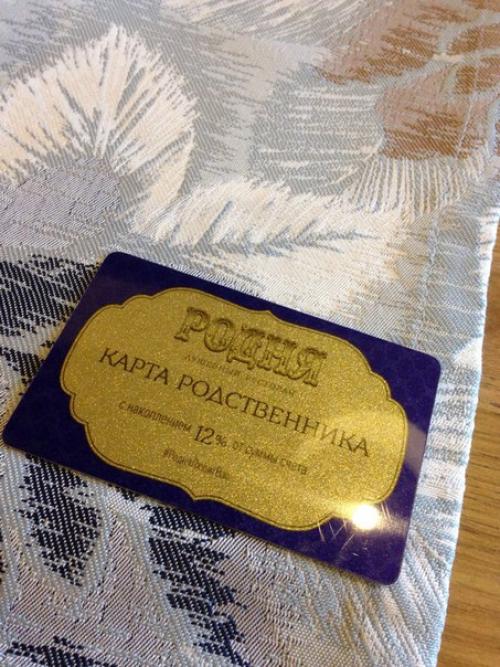 РОДНЯ
ДУШЕВНЫЙ РЕСТОРАН
КАРТА РОДСТВЕННИКА
с накоплением 12% от суммы счета